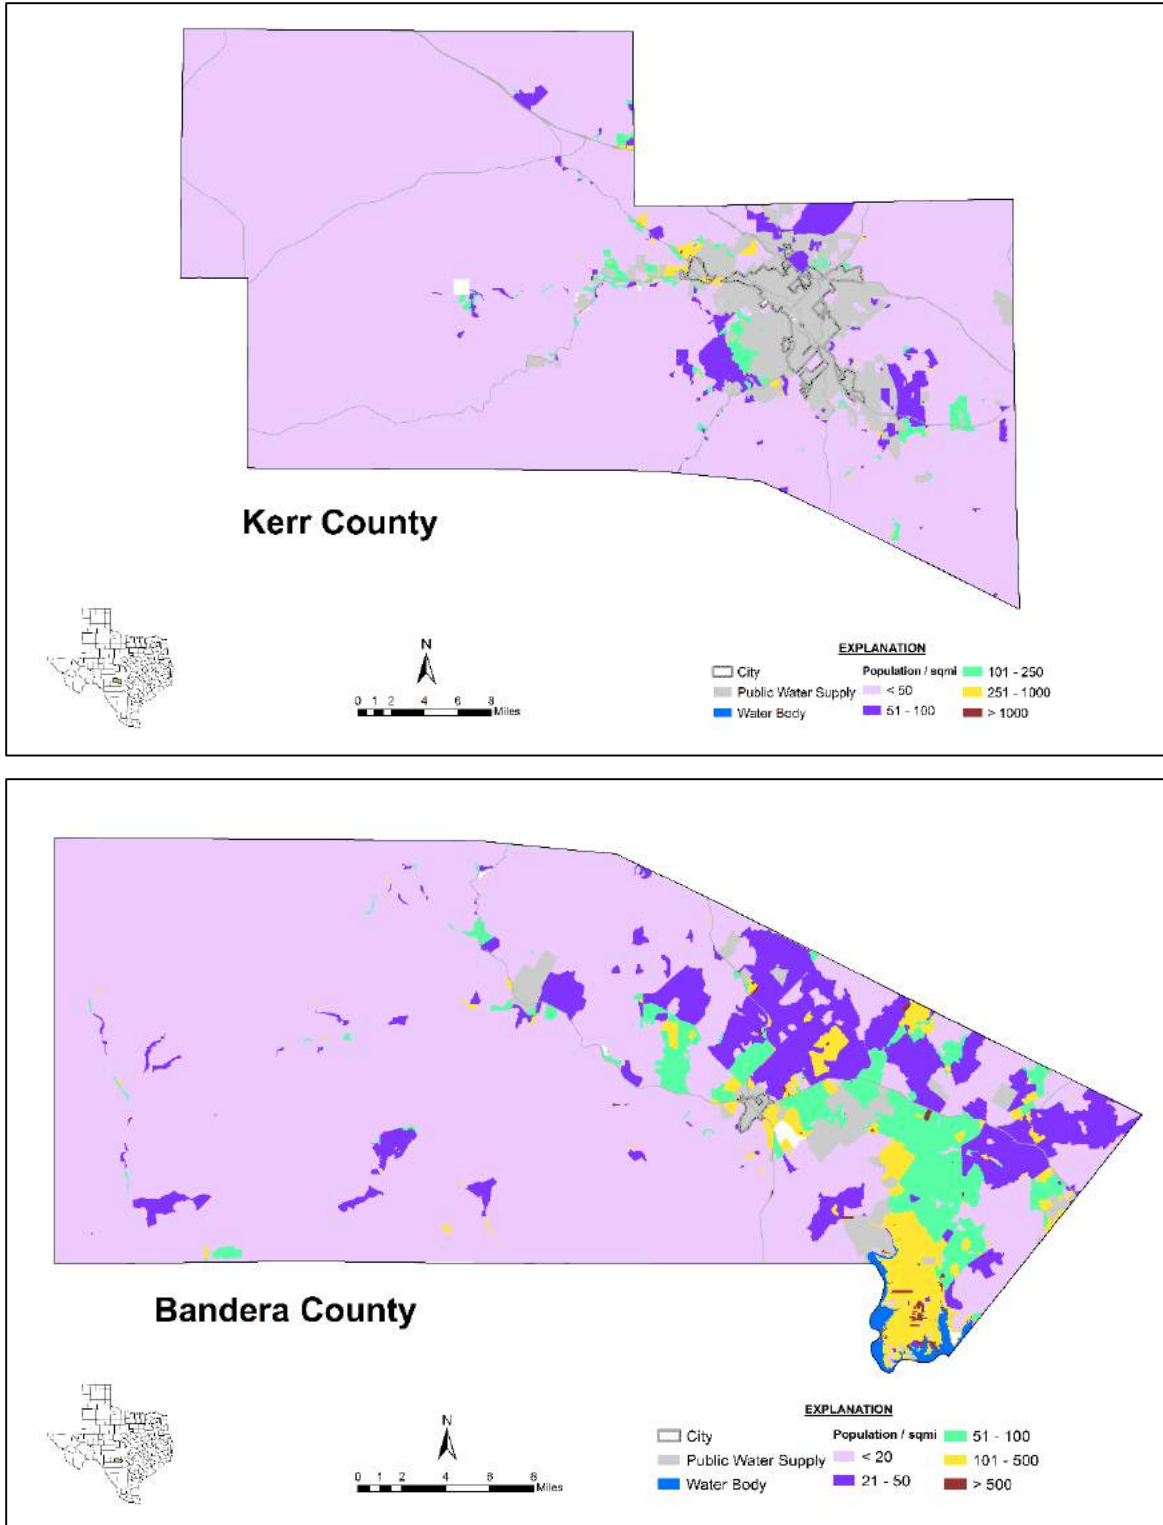 Kerr County
N
0 1 2 4 6 8
Miles
EXPLANATION
City
Public Water Supply
Water Body
Population / sqmi
< 50
51 - 100
101 - 250
251 - 1000
> 1000
Bandera County
N
0 1 2 4 6 8
Miles
EXPLANATION
City
Public Water Supply
Water Body
Population / sqmi
< 20
21 - 50
51 - 100
101 - 500
> 500